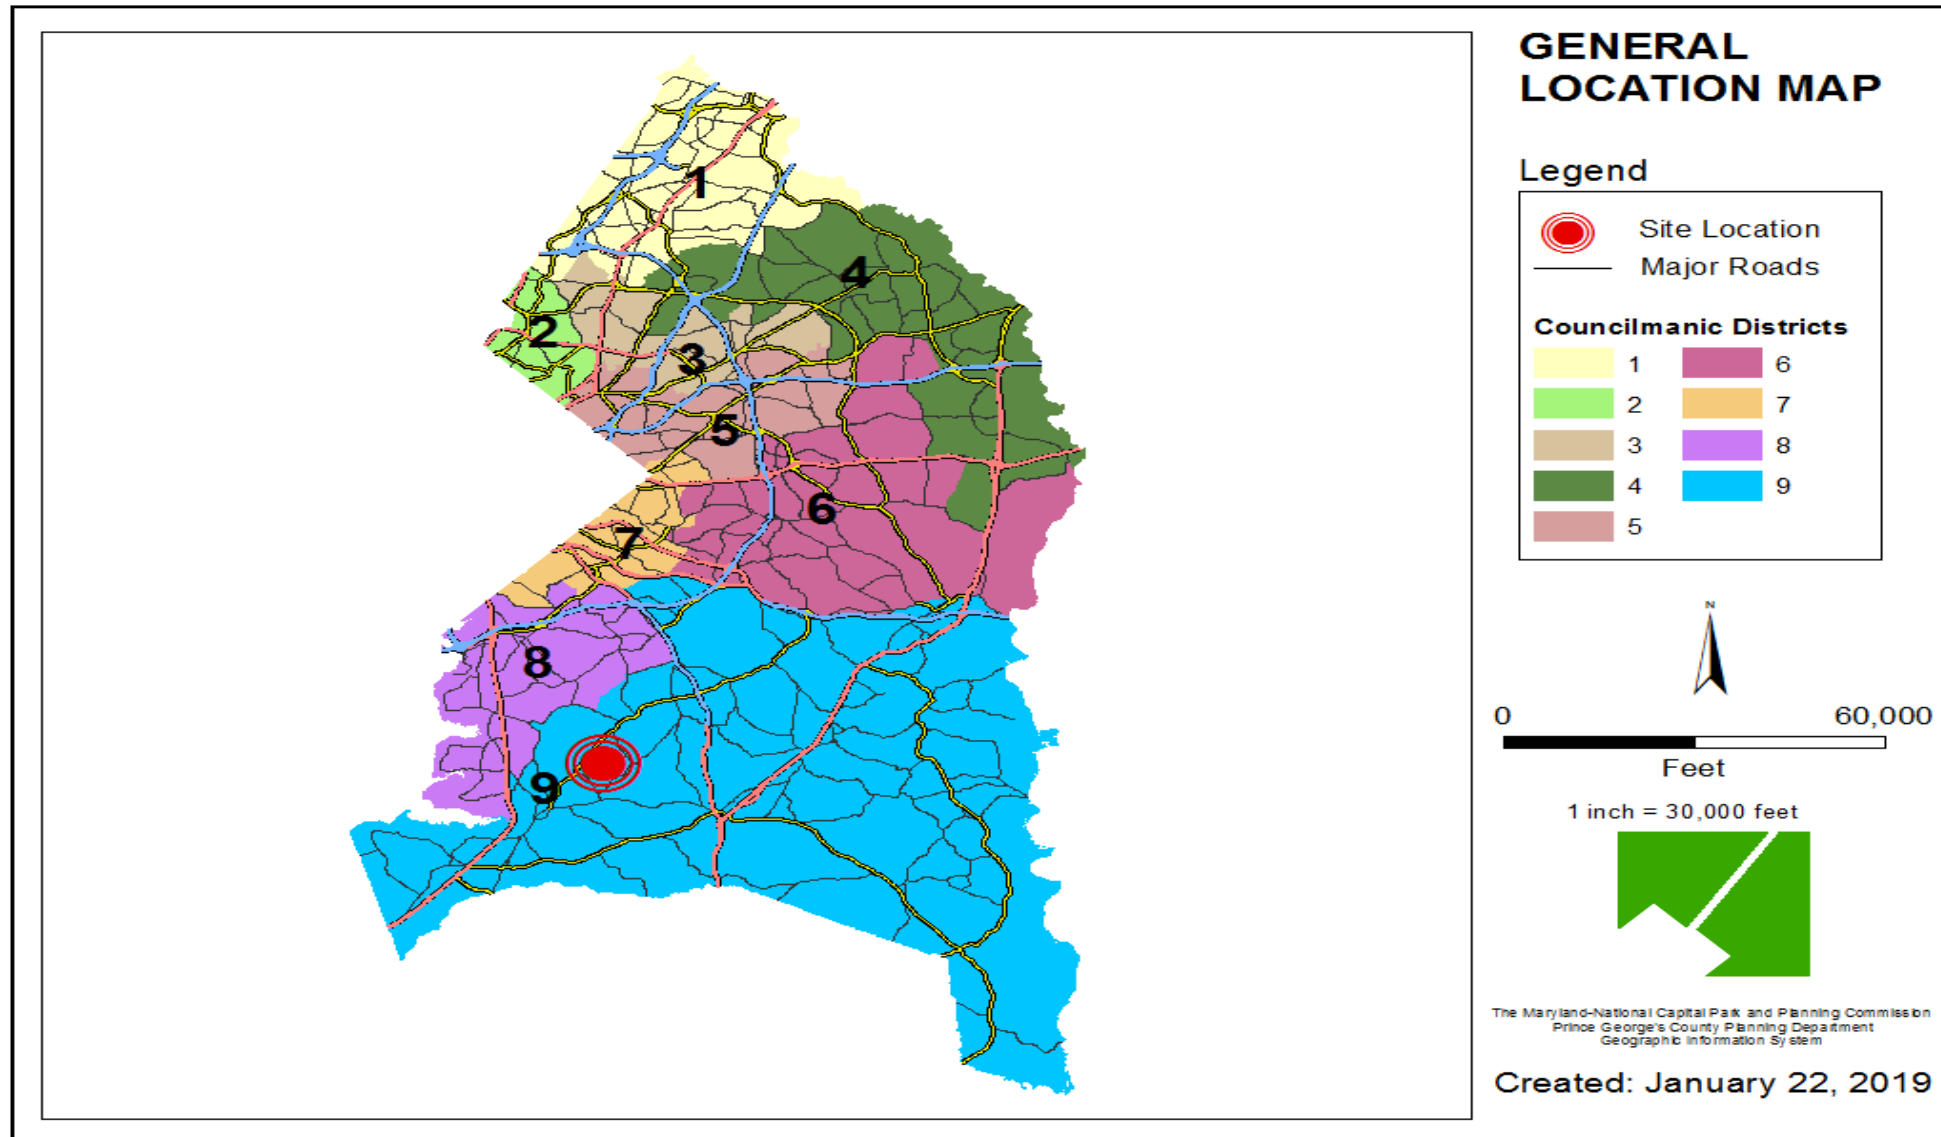 GENERAL
LOCATION MAP
Legend
Site Location
Major Roads
Councilmanic Districts
1
2
3
4
5
6
7
8
9
N
0 60,000
Feet
1 inch = 30,000 feet
The Maryland-National Capital Park and Planning Commission
Prince George's County Planning Department
Geographic Information System
Created: January 22, 2019
1
4
2
3
5
6
7
8
9